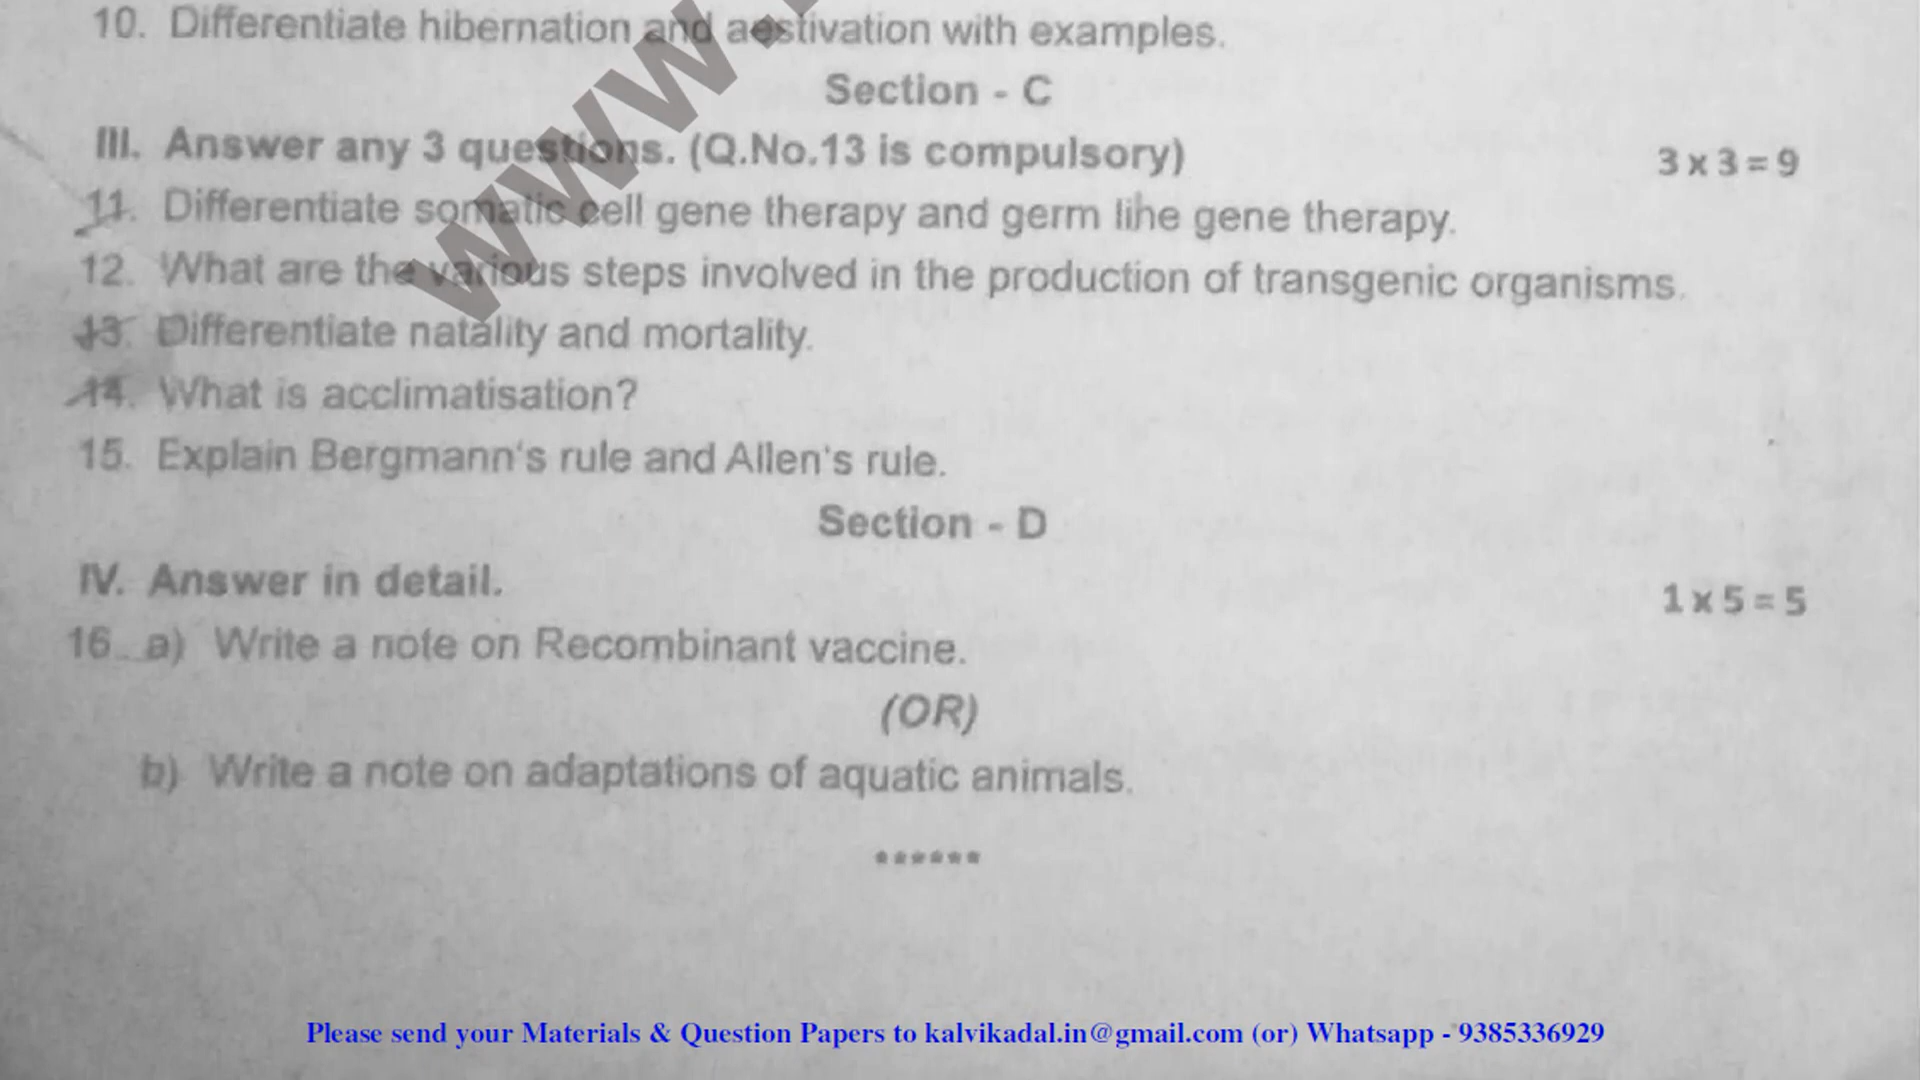 10. Differentiate hibernation and aestivation with examples.
Section - C
III. Answer any 3 questions. (Q.No.13 is compulsory) 3 x 3 = 9
11. Differentiate somatic cell gene therapy and germ line gene therapy.
12. What are the various steps involved in the production of transgenic organisms.
13. Differentiate natality and mortality.
14. What is acclimatisation?
15. Explain Bergmann's rule and Allen's rule.
Section - D
IV. Answer in detail. 1 x 5 = 5
16. a) Write a note on Recombinant vaccine.
(OR)
b) Write a note on adaptations of aquatic animals.
******
www.
Please send your Materials & Question Papers to kalvikadal.in@gmail.com (or) Whatsapp - 9385336929